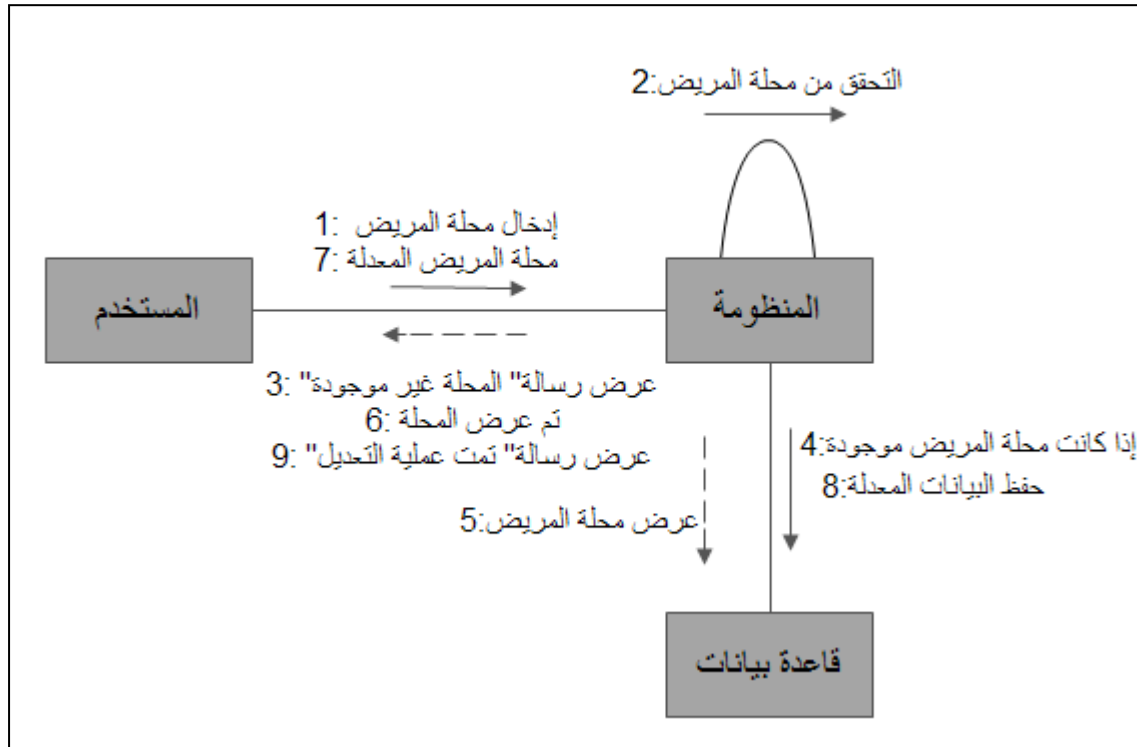 2:التحقق من محلة المريض
1: إدخال محلة المريض
7: محلة المريض المعدلة
المستخدم
المنظومة
3: عرض رسالة" المحلة غير موجودة"
6: تم عرض المحلة
9: عرض رسالة" تمت عملية التعديل"
4:إذا كانت محلة المريض موجودة
8:حفظ البيانات المعدلة
5:عرض محلة المريض
قاعدة بيانات